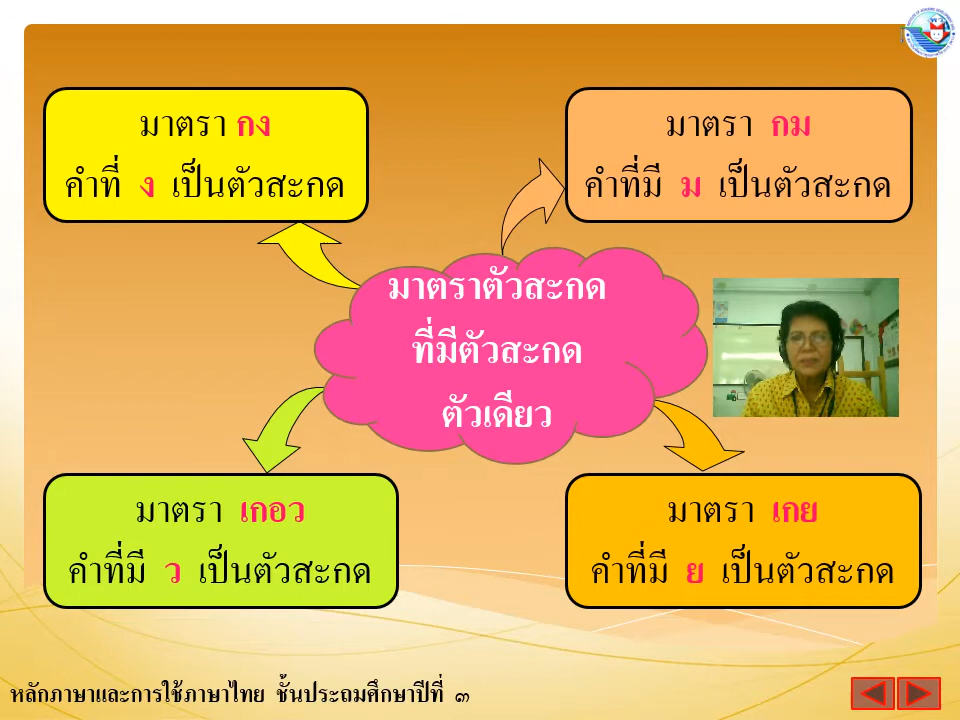 มาตรา กง
คำที่ ง เป็นตัวสะกด
มาตรา กม
คำที่มี ม เป็นตัวสะกด
มาตราตัวสะกด
ที่มีตัวสะกด
ตัวเดียว
มาตรา เกอว
คำที่มี ว เป็นตัวสะกด
มาตรา เกย
คำที่มี ย เป็นตัวสะกด
หลักภาษาและการใช้ภาษาไทย ชั้นประถมศึกษาปีที่ ๓